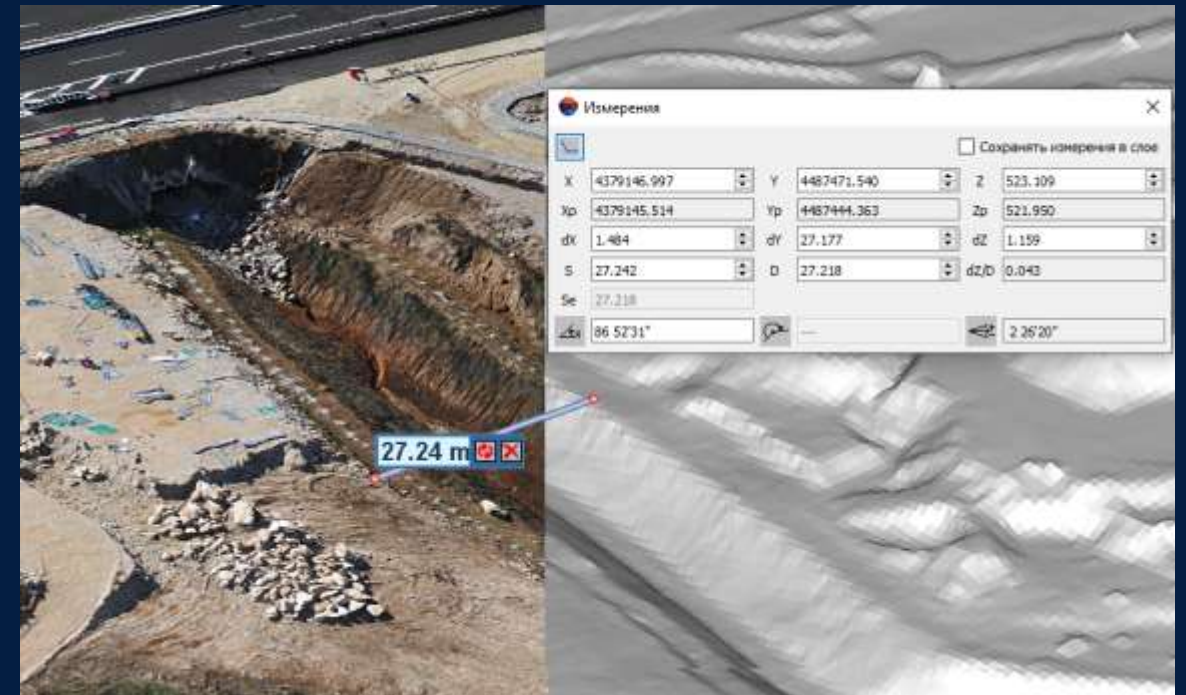 Измерения
Сохранять измерения в слое
X 4379146.997 Y 4487471.540 Z 523.109
Xp 4379145.514 Yp 4487444.363 Zp 521.950
dX 1.484 dY 27.177 dZ 1.159
S 27.242 D 27.218 dZ/D 0.043
Se 27.218
86 52'31" --- 2 26'20"
27.24 m